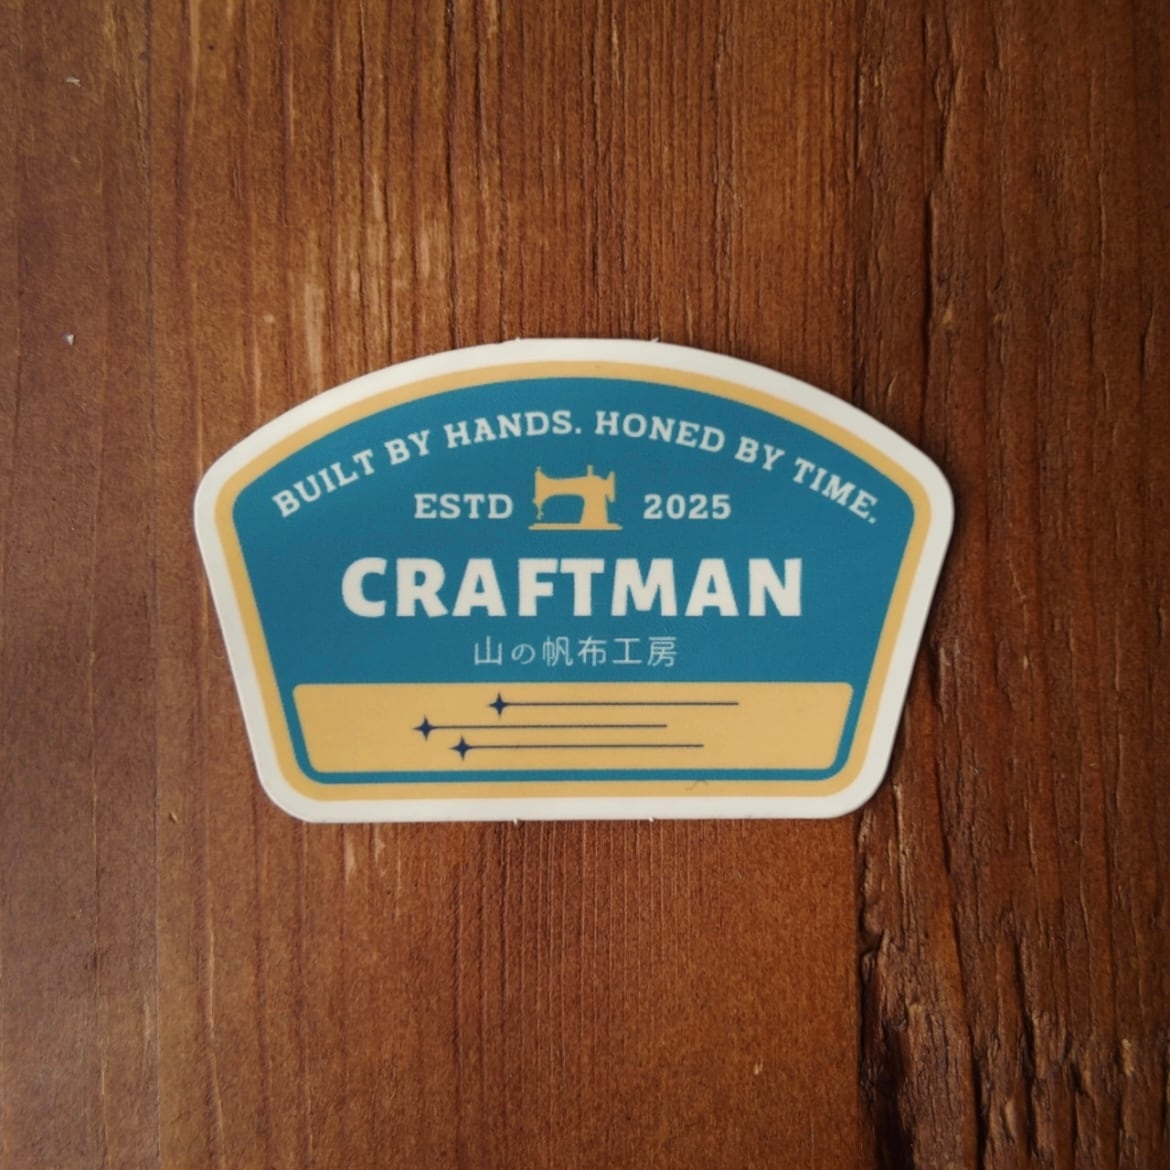 BUILT BY HANDS. HONED BY TIME.
ESTD 2025
CRAFTMAN
山の帆布工房